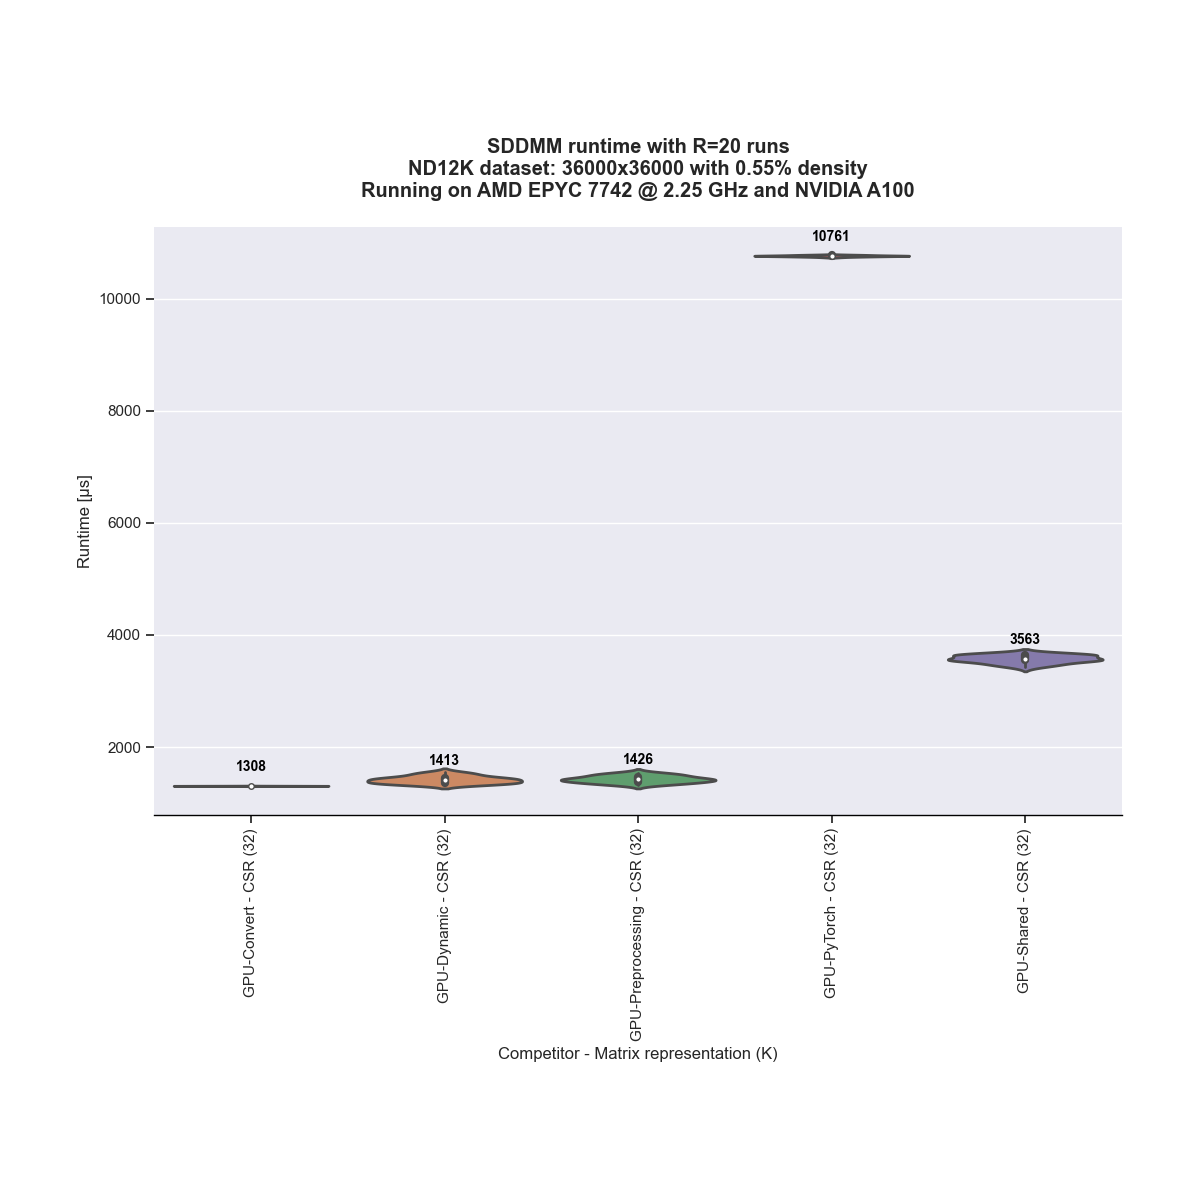 SDDMM runtime with R=20 runs
ND12K dataset: 36000x36000 with 0.55% density
Running on AMD EPYC 7742 @ 2.25 GHz and NVIDIA A100
10761
10000
8000
6000
4000
3563
2000
1308
1413
1426
Runtime [µs]
GPU-Convert - CSR (32)
GPU-Dynamic - CSR (32)
GPU-Preprocessing - CSR (32)
GPU-PyTorch - CSR (32)
GPU-Shared - CSR (32)
Competitor - Matrix representation (K)